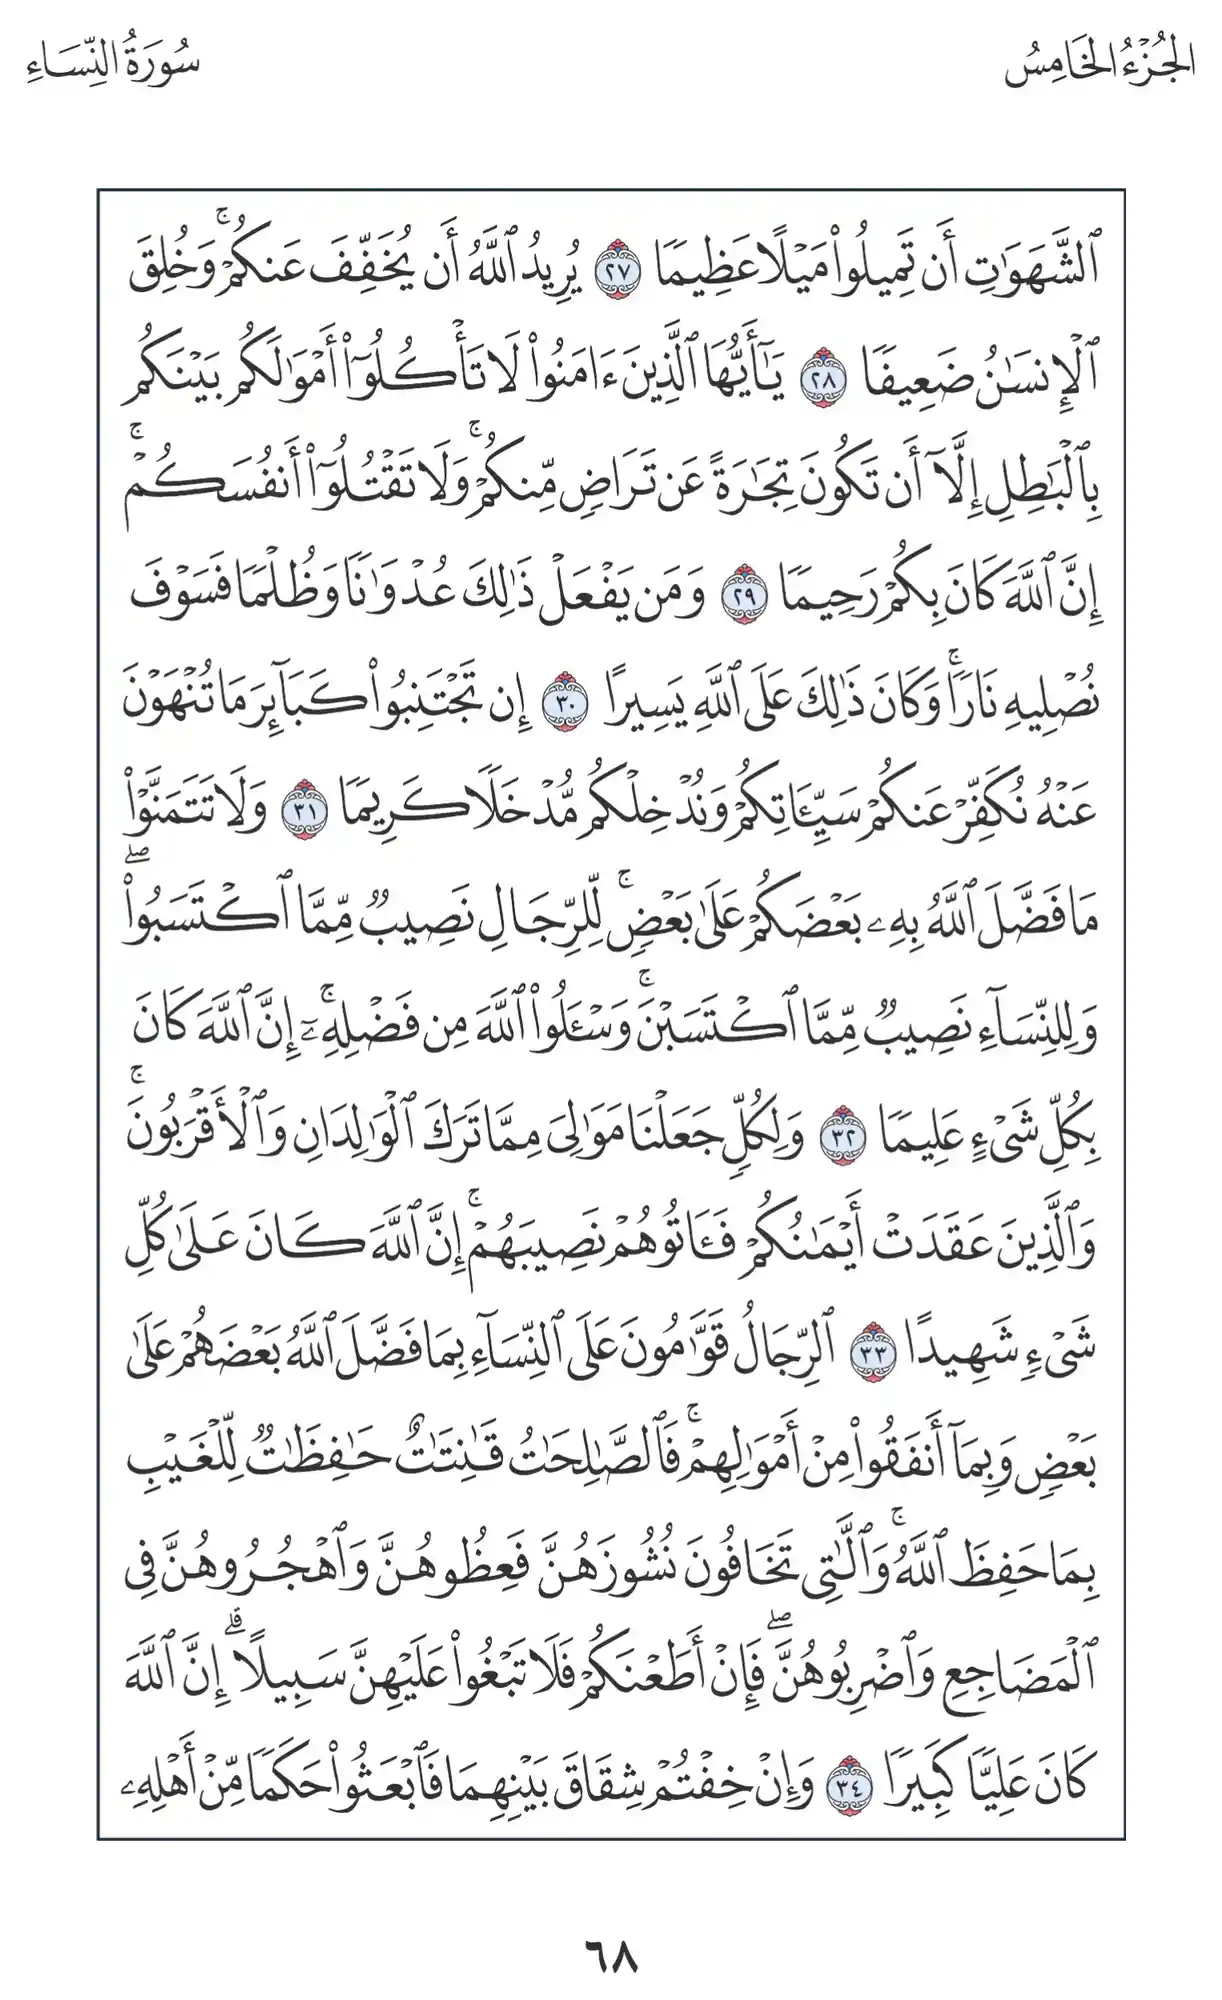 الجُزْءُ الخَامِسُ
سُورَةُ النِّسَاءِ
ٱلشَّهَوَٰتِ أَن تَمِيلُوا۟ مَيْلًا عَظِيمًا ٢٧ يُرِيدُ ٱللَّهُ أَن يُخَفِّفَ عَنكُمْ ۚ وَخُلِقَ
ٱلْإِنسَٰنُ ضَعِيفًا ٢٨ يَٰٓأَيُّهَا ٱلَّذِينَ ءَامَنُوا۟ لَا تَأْكُلُوٓا۟ أَمْوَٰلَكُم بَيْنَكُم
بِٱلْبَٰطِلِ إِلَّآ أَن تَكُونَ تِجَٰرَةً عَن تَرَاضٍ مِّنكُمْ ۚ وَلَا تَقْتُلُوٓا۟ أَنفُسَكُمْ ۚ
إِنَّ ٱللَّهَ كَانَ بِكُمْ رَحِيمًا ٢٩ وَمَن يَفْعَلْ ذَٰلِكَ عُدْوَٰنًا وَظُلْمًا فَسَوْفَ
نُصْلِيهِ نَارًا ۚ وَكَانَ ذَٰلِكَ عَلَى ٱللَّهِ يَسِيرًا ٣٠ إِن تَجْتَنِبُوا۟ كَبَآئِرَ مَا تُنْهَوْنَ
عَنْهُ نُكَفِّرْ عَنكُمْ سَيِّـَٔاتِكُمْ وَنُدْخِلْكُم مُّدْخَلًا كَرِيمًا ٣١ وَلَا تَتَمَنَّوْا۟
مَا فَضَّلَ ٱللَّهُ بِهِۦ بَعْضَكُمْ عَلَىٰ بَعْضٍ ۚ لِّلرِّجَالِ نَصِيبٌ مِّمَّا ٱكْتَسَبُوا۟ ۖ
وَلِلنِّسَآءِ نَصِيبٌ مِّمَّا ٱكْتَسَبْنَ ۚ وَسْـَٔلُوا۟ ٱللَّهَ مِن فَضْلِهِۦٓ ۚ إِنَّ ٱللَّهَ كَانَ
بِكُلِّ شَىْءٍ عَلِيمًا ٣٢ وَلِكُلٍّ جَعَلْنَا مَوَٰلِىَ مِمَّا تَرَكَ ٱلْوَٰلِدَانِ وَٱلْأَقْرَبُونَ ۚ
وَٱلَّذِينَ عَقَدَتْ أَيْمَٰنُكُمْ فَـَٔاتُوهُمْ نَصِيبَهُمْ ۚ إِنَّ ٱللَّهَ كَانَ عَلَىٰ كُلِّ
شَىْءٍ شَهِيدًا ٣٣ ٱلرِّجَالُ قَوَّٰمُونَ عَلَى ٱلنِّسَآءِ بِمَا فَضَّلَ ٱللَّهُ بَعْضَهُمْ عَلَىٰ
بَعْضٍ وَبِمَآ أَنفَقُوا۟ مِنْ أَمْوَٰلِهِمْ ۚ فَٱلصَّٰلِحَٰتُ قَٰنِتَٰتٌ حَٰفِظَٰتٌ لِّلْغَيْبِ
بِمَا حَفِظَ ٱللَّهُ ۚ وَٱلَّٰتِى تَخَافُونَ نُشُوزَهُنَّ فَعِظُوهُنَّ وَٱهْجُرُوهُنَّ فِى
ٱلْمَضَاجِعِ وَٱضْرِبُوهُنَّ ۖ فَإِنْ أَطَعْنَكُمْ فَلَا تَبْغُوا۟ عَلَيْهِنَّ سَبِيلًا ۗ إِنَّ ٱللَّهَ
كَانَ عَلِيًّا كَبِيرًا ٣٤ وَإِنْ خِفْتُمْ شِقَاقَ بَيْنِهِمَا فَٱبْعَثُوا۟ حَكَمًا مِّنْ أَهْلِهِۦ
٦٨